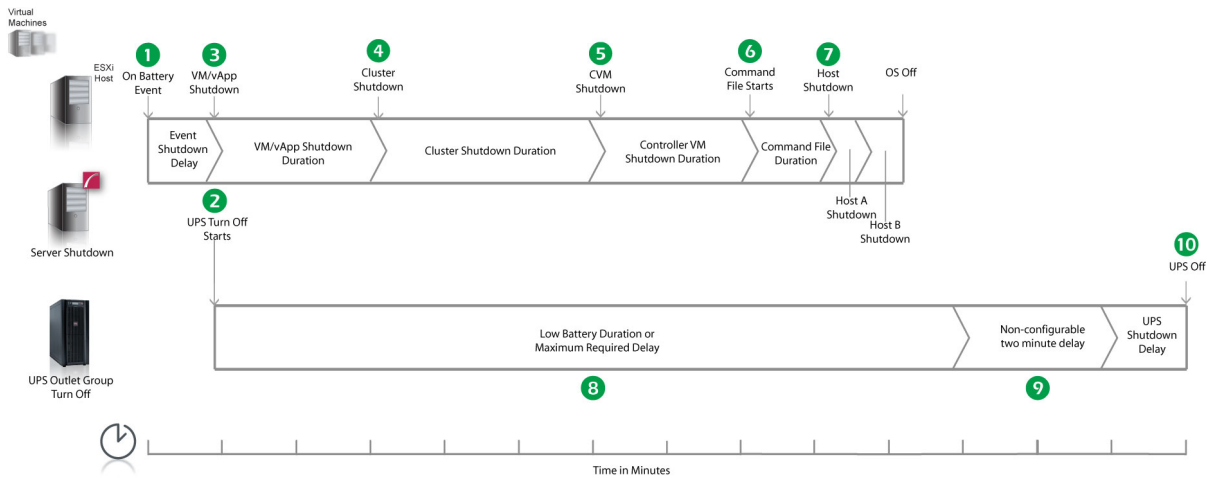 Virtual
Machines
ESXi
Host
1
On Battery
Event
3
VM/vApp
Shutdown
4
Cluster
Shutdown
5
CVM
Shutdown
6
Command
File Starts
7
Host
Shutdown
OS Off
Event
Shutdown
Delay
VM/vApp Shutdown
Duration
Cluster Shutdown Duration
Controller VM
Shutdown Duration
Command File
Duration
Host A
Shutdown
Host B
Shutdown
2
UPS Turn Off
Starts
Server Shutdown
10
UPS Off
Low Battery Duration or
Maximum Required Delay
Non-configurable
two minute delay
UPS
Shutdown
Delay
UPS Outlet Group
Turn Off
8
9
Time in Minutes